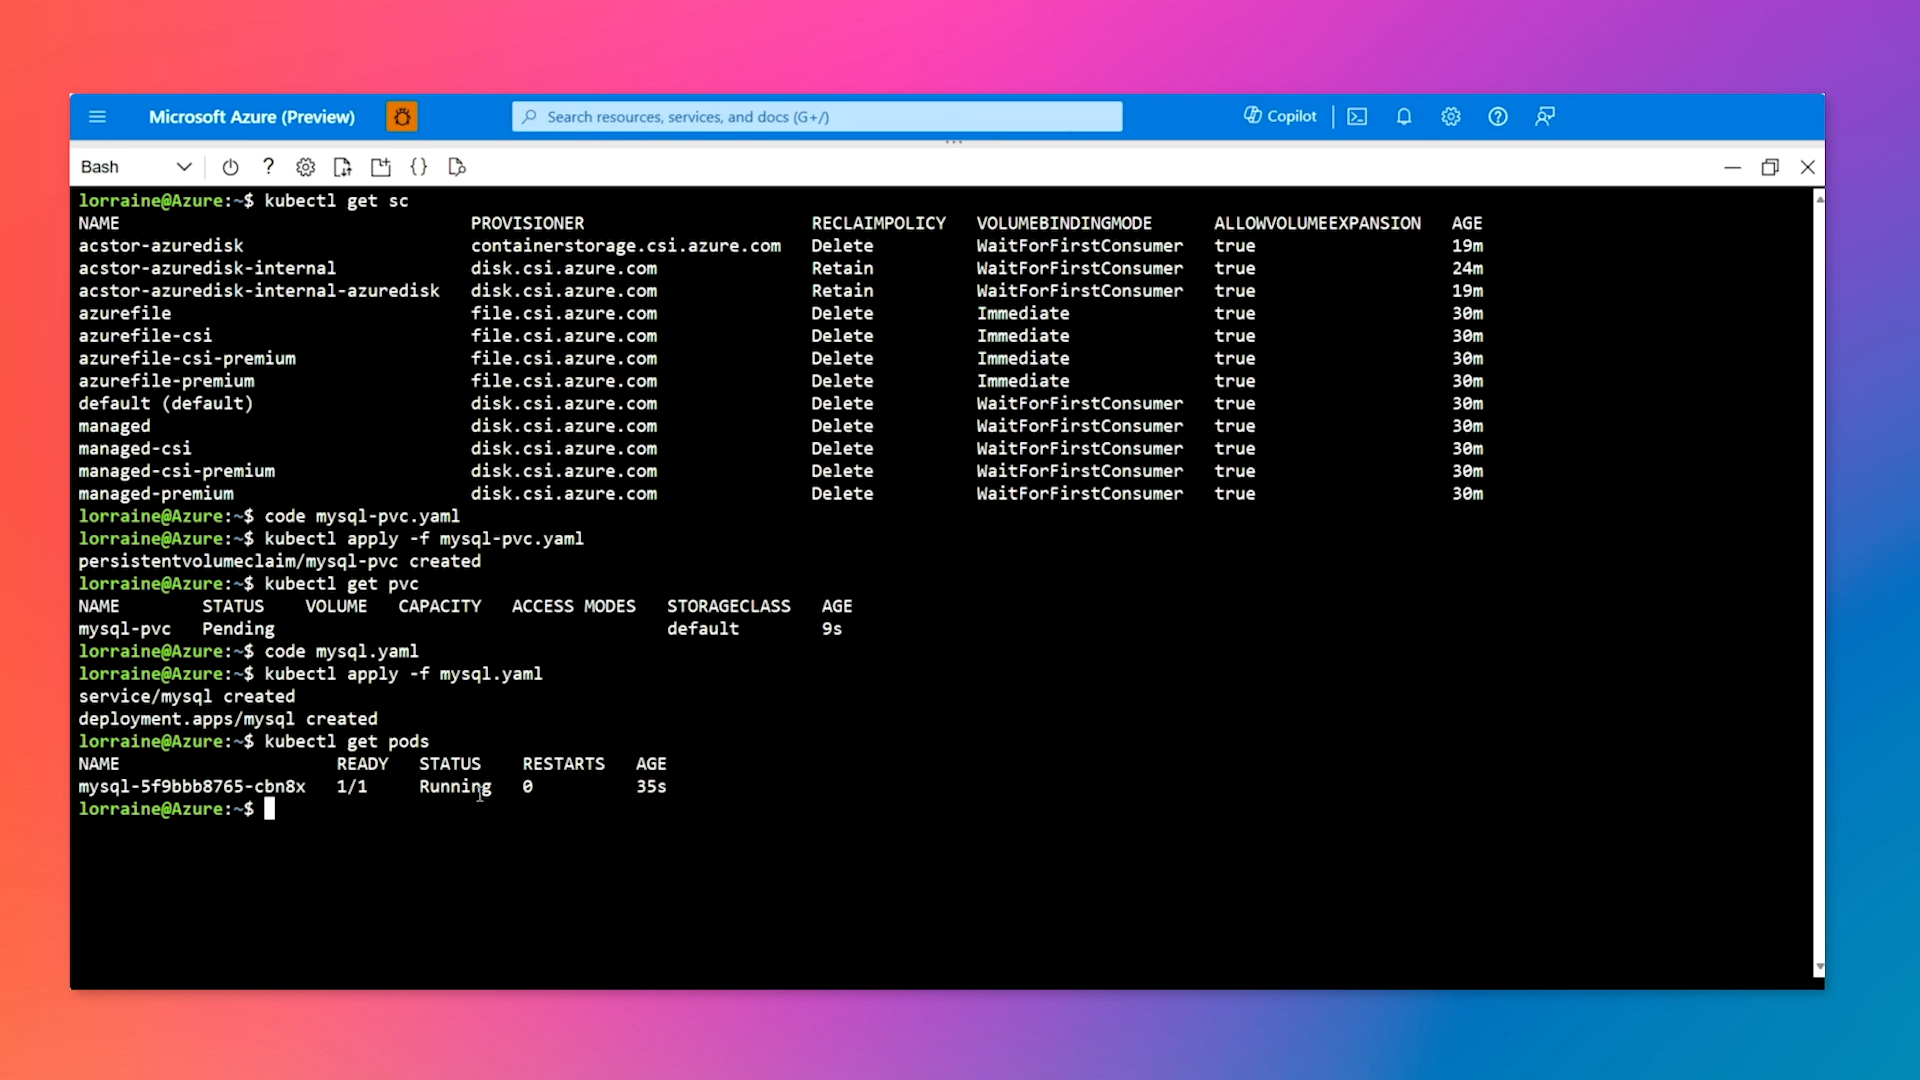 Microsoft Azure (Preview)
Search resources, services, and docs (G+/)
Copilot
Bash
lorraine@Azure:~$ kubectl get sc
NAME PROVISIONER RECLAIMPOLICY VOLUMEBINDINGMODE ALLOWVOLUMEEXPANSION AGE
acstor-azuredisk containerstorage.csi.azure.com Delete WaitForFirstConsumer true 19m
acstor-azuredisk-internal disk.csi.azure.com Retain WaitForFirstConsumer true 24m
acstor-azuredisk-internal-azuredisk disk.csi.azure.com Retain WaitForFirstConsumer true 19m
azurefile file.csi.azure.com Delete Immediate true 30m
azurefile-csi file.csi.azure.com Delete Immediate true 30m
azurefile-csi-premium file.csi.azure.com Delete Immediate true 30m
azurefile-premium file.csi.azure.com Delete Immediate true 30m
default (default) disk.csi.azure.com Delete WaitForFirstConsumer true 30m
managed disk.csi.azure.com Delete WaitForFirstConsumer true 30m
managed-csi disk.csi.azure.com Delete WaitForFirstConsumer true 30m
managed-csi-premium disk.csi.azure.com Delete WaitForFirstConsumer true 30m
managed-premium disk.csi.azure.com Delete WaitForFirstConsumer true 30m
lorraine@Azure:~$ code mysql-pvc.yaml
lorraine@Azure:~$ kubectl apply -f mysql-pvc.yaml
persistentvolumeclaim/mysql-pvc created
lorraine@Azure:~$ kubectl get pvc
NAME STATUS VOLUME CAPACITY ACCESS MODES STORAGECLASS AGE
mysql-pvc Pending default 9s
lorraine@Azure:~$ code mysql.yaml
lorraine@Azure:~$ kubectl apply -f mysql.yaml
service/mysql created
deployment.apps/mysql created
lorraine@Azure:~$ kubectl get pods
NAME READY STATUS RESTARTS AGE
mysql-5f9bbb8765-cbn8x 1/1 Running 0 35s
lorraine@Azure:~$